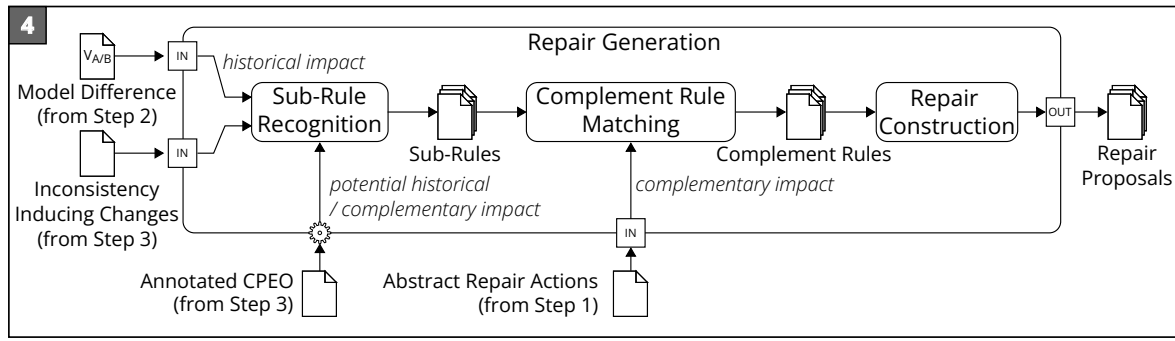 4
Repair Generation
V A/B
IN
historical impact
Model Difference
(from Step 2)
Sub-Rule
Recognition
Complement Rule
Matching
Repair
Construction
OUT
IN
Sub-Rules
Complement Rules
Repair
Proposals
Inconsistency
Inducing Changes
(from Step 3)
potential historical
/ complementary impact
complementary impact
IN
Annotated CPEO
(from Step 3)
Abstract Repair Actions
(from Step 1)